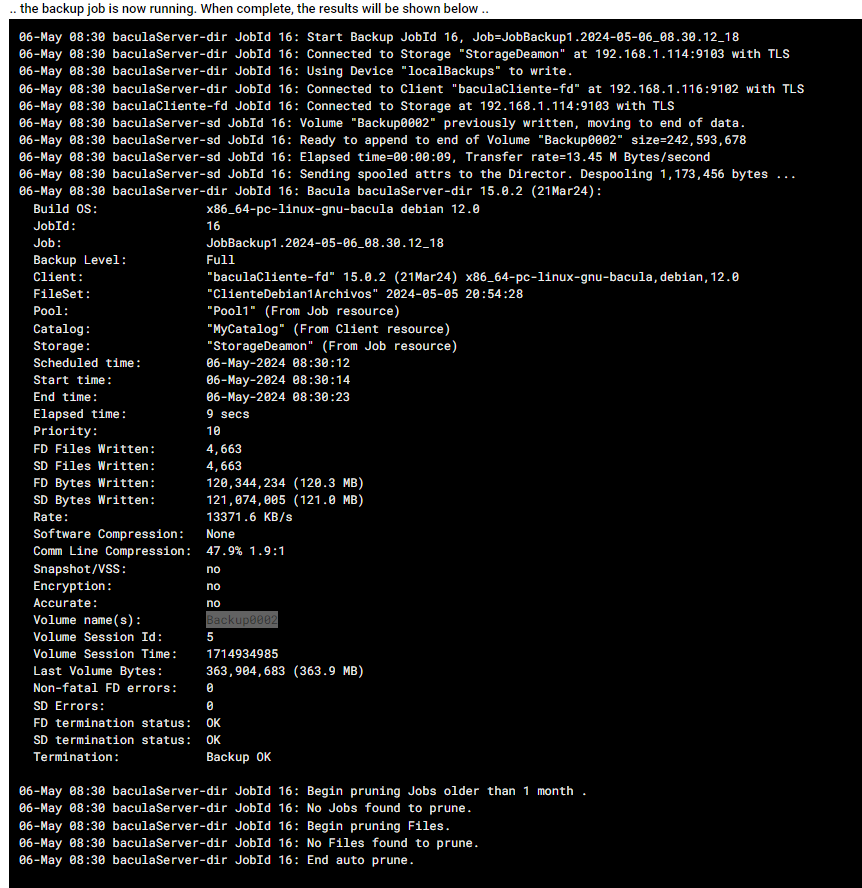 .. the backup job is now running. When complete, the results will be shown below ..
06-May 08:30 baculaServer-dir JobId 16: Start Backup JobId 16, Job=JobBackup1.2024-05-06_08.30.12_18
06-May 08:30 baculaServer-dir JobId 16: Connected to Storage "StorageDeamon" at 192.168.1.114:9103 with TLS
06-May 08:30 baculaServer-dir JobId 16: Using Device "localBackups" to write.
06-May 08:30 baculaServer-dir JobId 16: Connected to Client "baculaCliente-fd" at 192.168.1.116:9102 with TLS
06-May 08:30 baculaCliente-fd JobId 16: Connected to Storage at 192.168.1.114:9103 with TLS
06-May 08:30 baculaServer-sd JobId 16: Volume "Backup0002" previously written, moving to end of data.
06-May 08:30 baculaServer-sd JobId 16: Ready to append to end of Volume "Backup0002" size=242,593,678
06-May 08:30 baculaServer-sd JobId 16: Elapsed time=00:00:09, Transfer rate=13.45 M Bytes/second
06-May 08:30 baculaServer-sd JobId 16: Sending spooled attrs to the Director. Despooling 1,173,456 bytes ...
06-May 08:30 baculaServer-dir JobId 16: Bacula baculaServer-dir 15.0.2 (21Mar24):
Build OS: x86_64-pc-linux-gnu-bacula debian 12.0
JobId: 16
Job: JobBackup1.2024-05-06_08.30.12_18
Backup Level: Full
Client: "baculaCliente-fd" 15.0.2 (21Mar24) x86_64-pc-linux-gnu-bacula,debian,12.0
FileSet: "ClienteDebian1Archivos" 2024-05-05 20:54:28
Pool: "Pool1" (From Job resource)
Catalog: "MyCatalog" (From Client resource)
Storage: "StorageDeamon" (From Job resource)
Scheduled time: 06-May-2024 08:30:12
Start time: 06-May-2024 08:30:14
End time: 06-May-2024 08:30:23
Elapsed time: 9 secs
Priority: 10
FD Files Written: 4,663
SD Files Written: 4,663
FD Bytes Written: 120,344,234 (120.3 MB)
SD Bytes Written: 121,074,005 (121.0 MB)
Rate: 13371.6 KB/s
Software Compression: None
Comm Line Compression: 47.9% 1.9:1
Snapshot/VSS: no
Encryption: no
Accurate: no
Volume name(s): Backup0002
Volume Session Id: 5
Volume Session Time: 1714934985
Last Volume Bytes: 363,904,683 (363.9 MB)
Non-fatal FD errors: 0
SD Errors: 0
FD termination status: OK
SD termination status: OK
Termination: Backup OK
06-May 08:30 baculaServer-dir JobId 16: Begin pruning Jobs older than 1 month .
06-May 08:30 baculaServer-dir JobId 16: No Jobs found to prune.
06-May 08:30 baculaServer-dir JobId 16: Begin pruning Files.
06-May 08:30 baculaServer-dir JobId 16: No Files found to prune.
06-May 08:30 baculaServer-dir JobId 16: End auto prune.